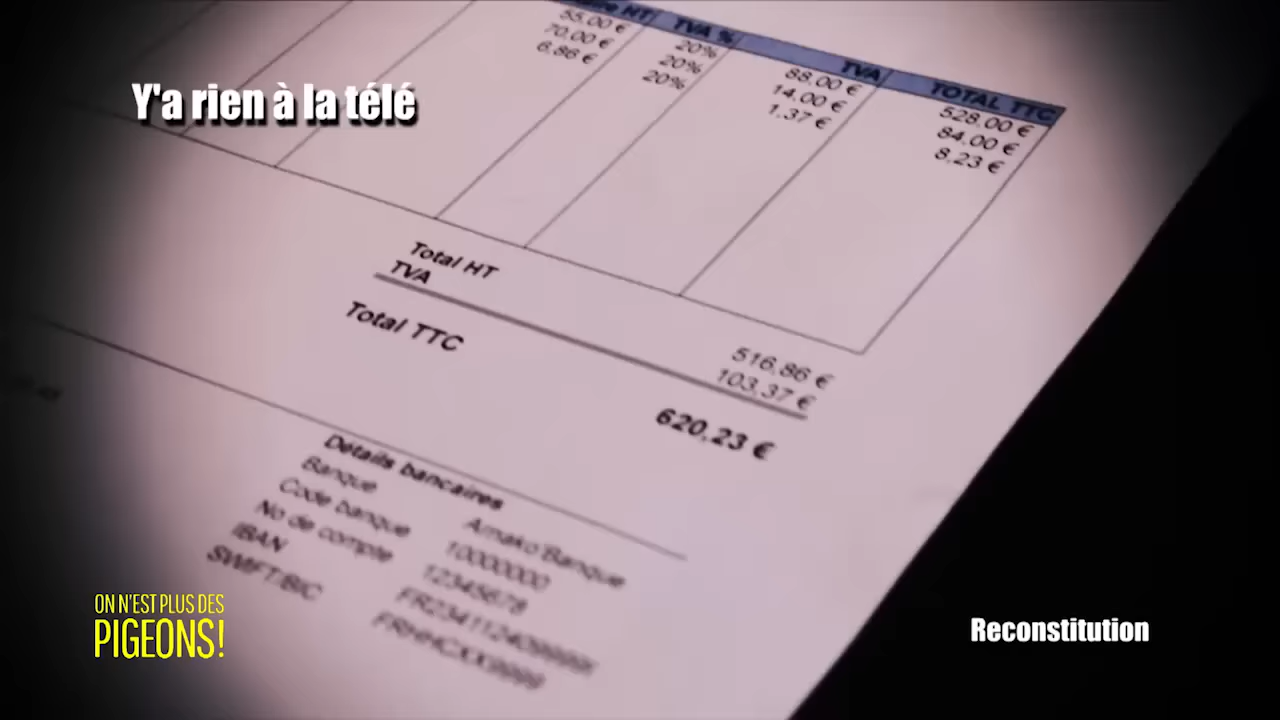 Y'a rien à la télé
HT TVA % TVA TOTAL TTC
55.00 € 20% 88.00 € 528.00 €
70,00 € 20% 14,00 € 84,00 €
6,86 € 20% 1,37 € 8,23 €
Total HT 516,86 €
TVA 103,37 €
Total TTC 620,23 €
Détails bancaires
Banque Arnako'Banque
Code banque 10000000
No de compte 12345678
IBAN
SWIFT/BIC
ON N'EST PLUS DES
PIGEONS!
Reconstitution